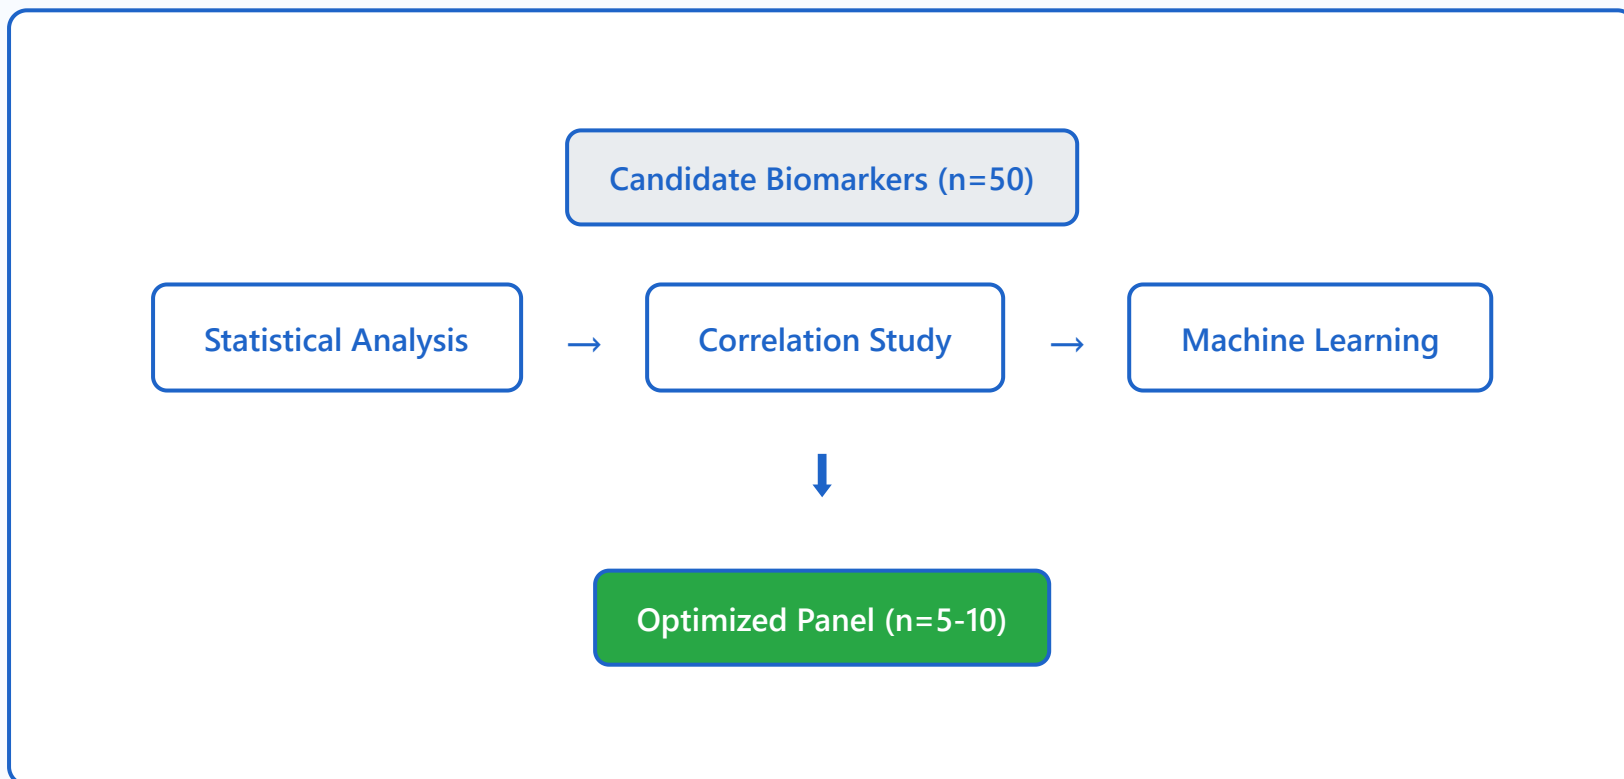 Candidate Biomarkers (n=50)
Statistical Analysis → Correlation Study → Machine Learning
⬇
Optimized Panel (n=5-10)